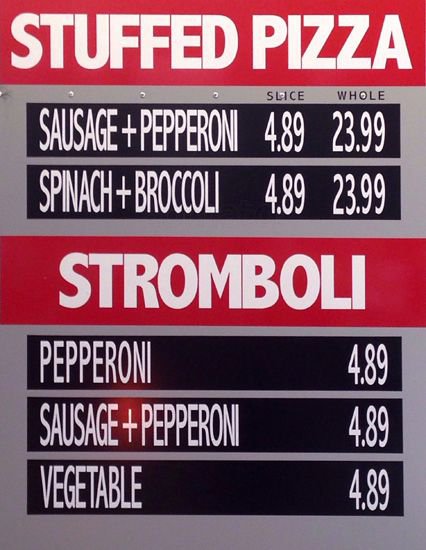 STUFFED PIZZA
SLICE WHOLE
SAUSAGE + PEPPERONI 4.89 23.99
SPINACH + BROCCOLI 4.89 23.99
STROMBOLI
PEPPERONI 4.89
SAUSAGE + PEPPERONI 4.89
VEGETABLE 4.89